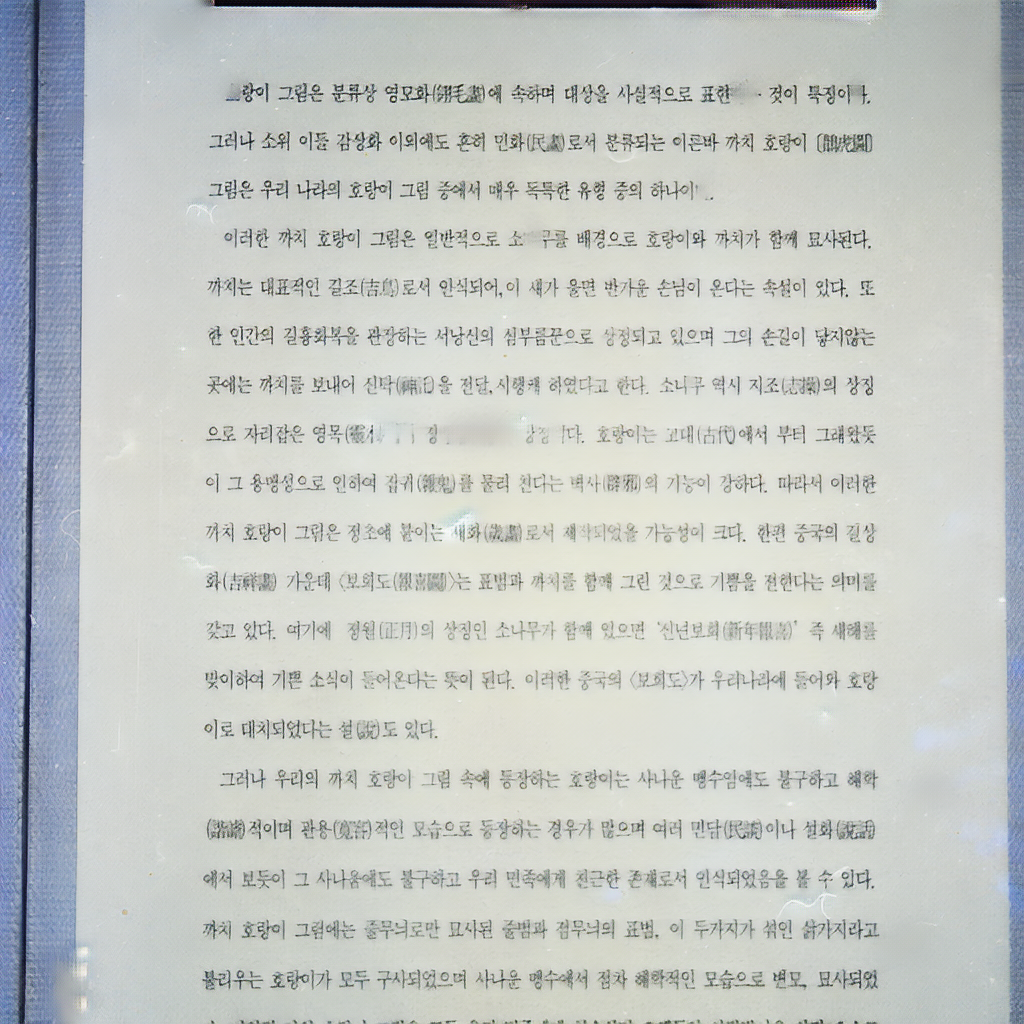 랑이 그림은 분류상 영모화(翎毛畵)에 속하며 대상을 사실적으로 표현 것이 특징이
그러나 소위 이들 감상화 이외에도 흔히 민화(民畵)로서 분류되는 이른바 까치 호랑이 〔鵲虎圖〕
그림은 우리 나라의 호랑이 그림 중에서 매우 독특한 유형 중의 하나이
이러한 까치 호랑이 그림은 일반적으로 배경으로 호랑이와 까치가 함께 묘사된다.
까치는 대표적인 길조(吉鳥)로서 인식되어,이 새가 울면 반가운 손님이 온다는 속설이 있다. 또
한 인간의 길흉화복을 관장하는 서낭신의 심부름꾼으로 상정되고 있으며 그의 손길이 닿지않는
곳에는 까치를 보내어 신탁(神託)을 전달,시행케 하였다고 한다. 소나무 역시 지조(志操)의 상징
으로 자리잡은 영목( 호랑이는 고대(古代)에서 부터 그래왔듯
이 그 용맹성으로 인하여 잡귀(雜鬼)를 물리 친다는 벽사(辟邪)의 기능이 강하다. 따라서 이러한
까치 호랑이 그림은 정초에 붙이는 세화(歲畵)로서 제작되었을 가능성이 크다. 한편 중국의 길상
화(吉祥畵) 가운데 〈보희도(報喜圖)〉는 표범과 까치를 함께 그린 것으로 기쁨을 전한다는 의미를
갖고 있다. 여기에 정월(正月)의 상징인 소나무가 함께 있으면 ‘신년보희(新年報喜)’ 즉 새해를
맞이하여 기쁜 소식이 들어온다는 뜻이 된다. 이러한 중국의 〈보희도〉가 우리나라에 들어와 호랑
이로 대치되었다는 설(說)도 있다.
그러나 우리의 까치 호랑이 그림 속에 등장하는 호랑이는 사나운 맹수임에도 불구하고 해학
(諧謔)적이며 관용(寬容)적인 모습으로 등장하는 경우가 많으며 여러 민담(民談)이나 설화(說話)
에서 보듯이 그 사나움에도 불구하고 우리 민족에게 친근한 존재로서 인식되었음을 볼 수 있다.
까치 호랑이 그림에는 줄무늬로만 묘사된 줄범과 점무늬의 표범, 이 두가지가 섞인 삵가지라고
불리우는 호랑이가 모두 구사되었으며 사나운 맹수에서 점차 해학적인 모습으로 변모, 묘사되었